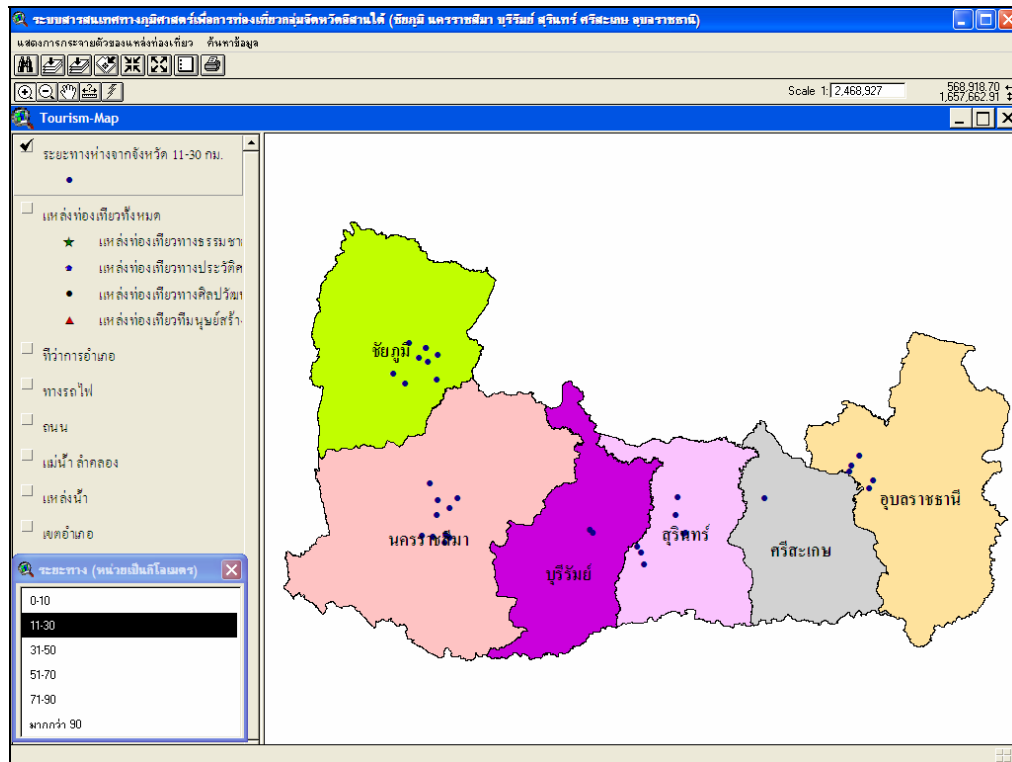 ระบบสารสนเทศทางภูมิศาสตร์เพื่อการท่องเที่ยวกลุ่มจังหวัดอีสานใต้ (ชัยภูมิ นครราชสีมา บุรีรัมย์ สุรินทร์ ศรีสะเกษ อุบลราชธานี)
แสดงการกระจายตัวของแหล่งท่องเที่ยว ค้นหาข้อมูล
Scale 1: 2,468,927
568,918.70
1,657,662.91
Tourism-Map
ระยะทางห่างจากจังหวัด 11-30 กม.
แหล่งท่องเที่ยวทั้งหมด
แหล่งท่องเที่ยวทางธรรมชา
แหล่งท่องเที่ยวทางประวัติศ
แหล่งท่องเที่ยวทางศิลปวัฒน
แหล่งท่องเที่ยวที่มนุษย์สร้าง
ที่ว่าการอำเภอ
ทางรถไฟ
ถนน
แม่น้ำ ลำคลอง
แหล่งน้ำ
เขตอำเภอ
ระยะทาง (หน่วยเป็นกิโลเมตร)
0-10
11-30
31-50
51-70
71-90
มากกว่า 90
ชัยภูมิ
นครราชสีมา
บุรีรัมย์
สุรินทร์
ศรีสะเกษ
อุบลราชธานี